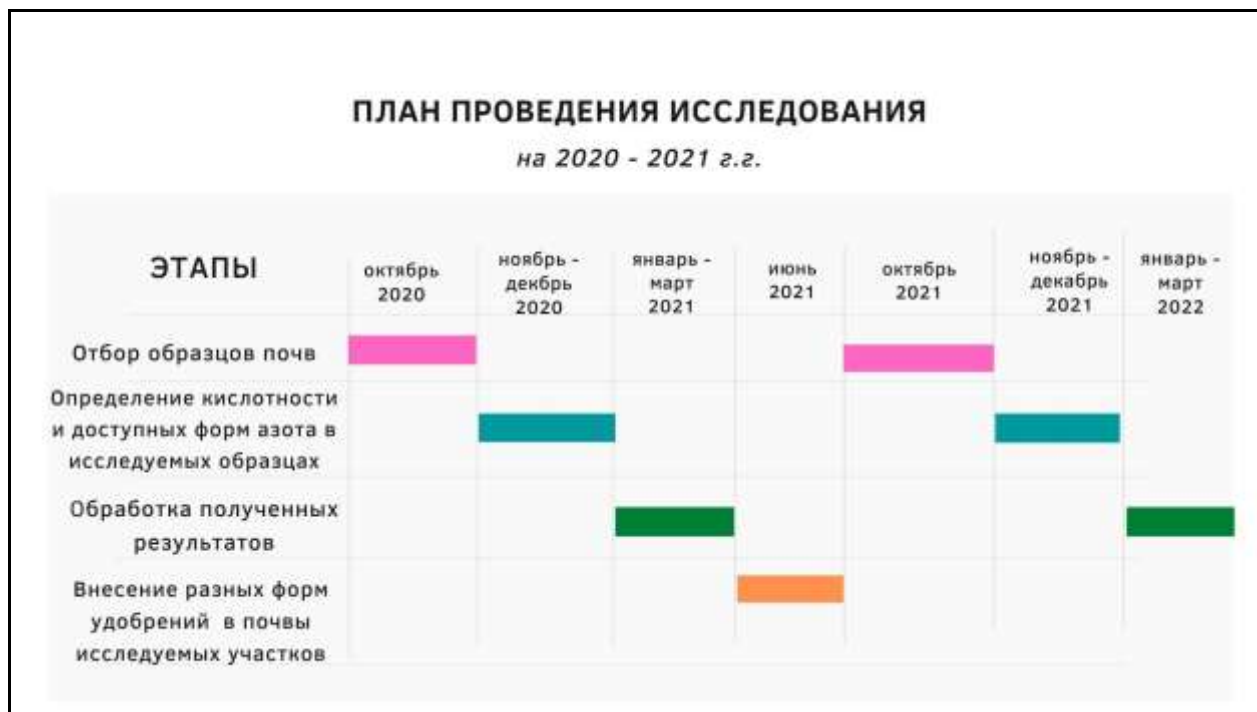 ПЛАН ПРОВЕДЕНИЯ ИССЛЕДОВАНИЯ
на 2020 - 2021 г.г.
ЭТАПЫ
октябрь
2020
ноябрь -
декбрь
2020
январь -
март
2021
июнь
2021
октябрь
2021
ноябрь -
декабрь
2021
январь -
март
2022
Отбор образцов почв
Определение кислотности
и доступных форм азота в
исследуемых образцах
Обработка полученных
результатов
Внесение разных форм
удобрений в почвы
исследуемых участков